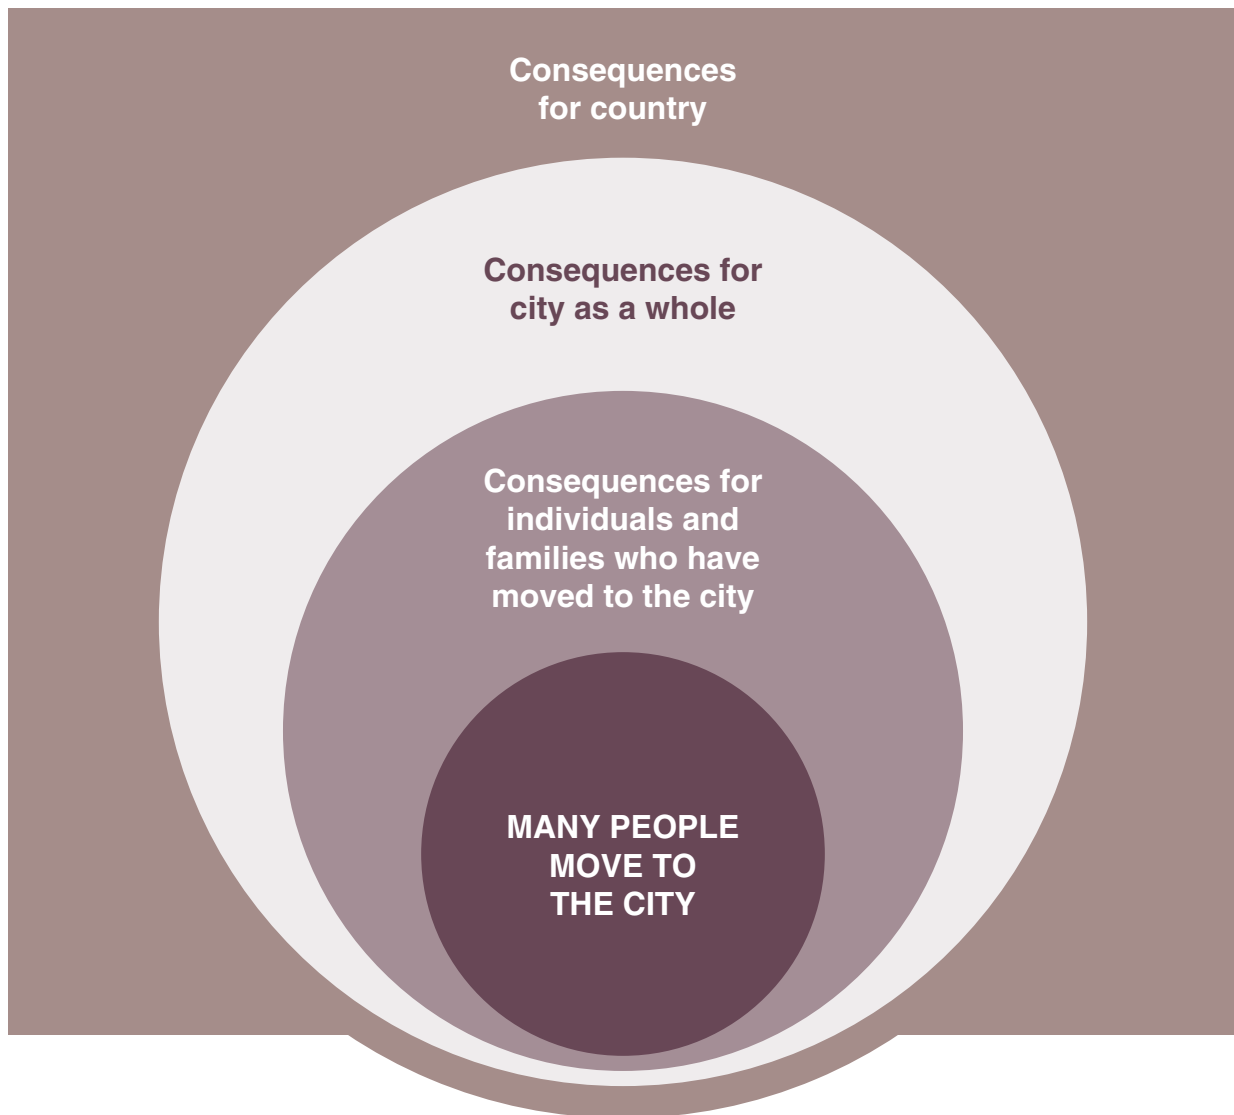 Consequences
for country
Consequences for
city as a whole
Consequences for
individuals and
families who have
moved to the city
MANY PEOPLE
MOVE TO
THE CITY